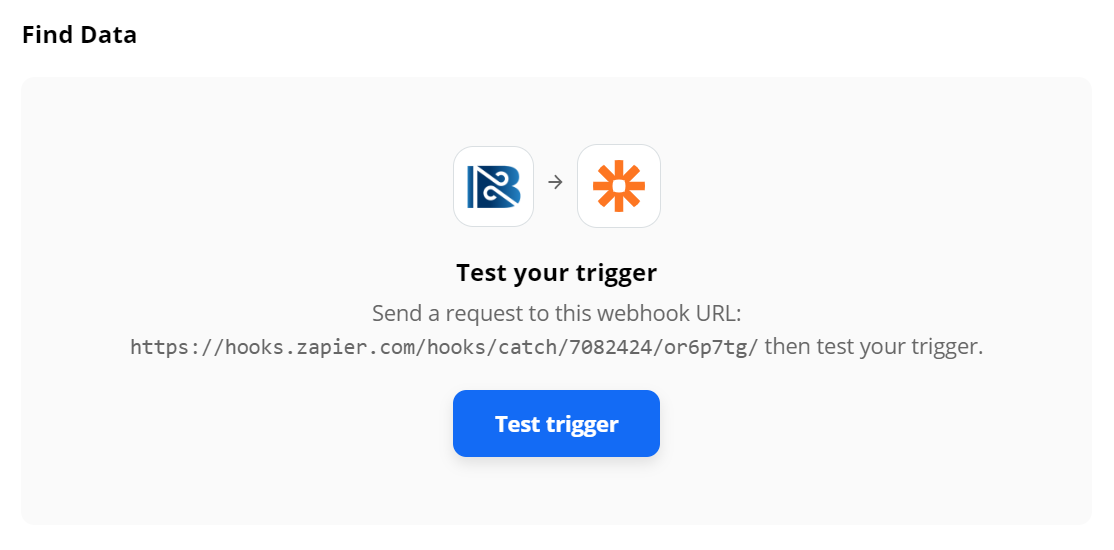 Find Data
Test your trigger
Send a request to this webhook URL:
https://hooks.zapier.com/hooks/catch/7082424/or6p7tg/ then test your trigger.
Test trigger